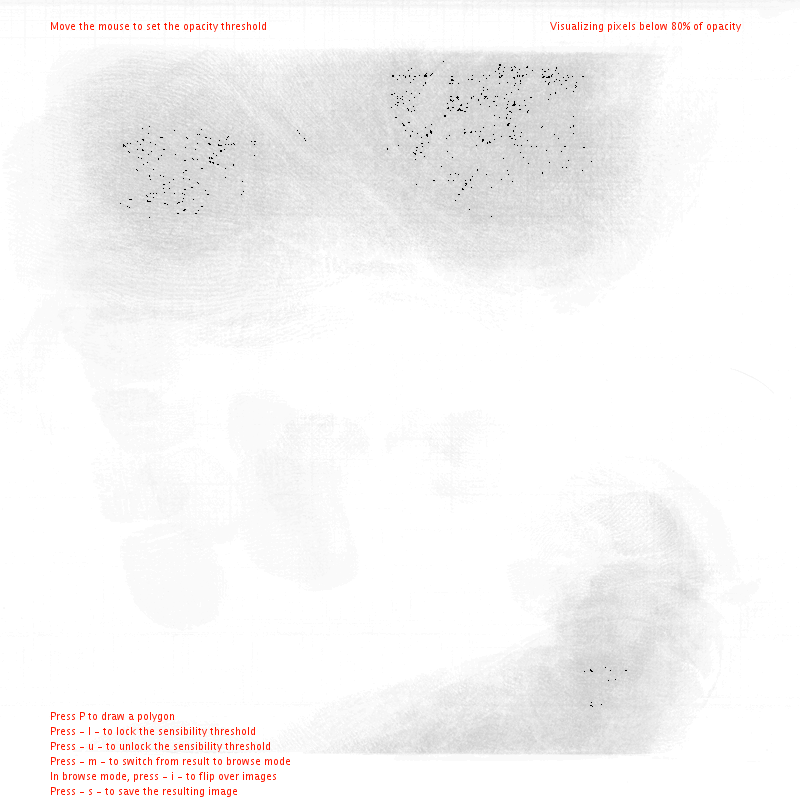 Move the mouse to set the opacity threshold
Visualizing pixels below 80% of opacity
Press P to draw a polygon
Press – l – to lock the sensibility threshold
Press – u – to unlock the sensibility threshold
Press – m – to switch from result to browse mode
In browse mode, press – i – to flip over images
Press – s – to save the resulting image